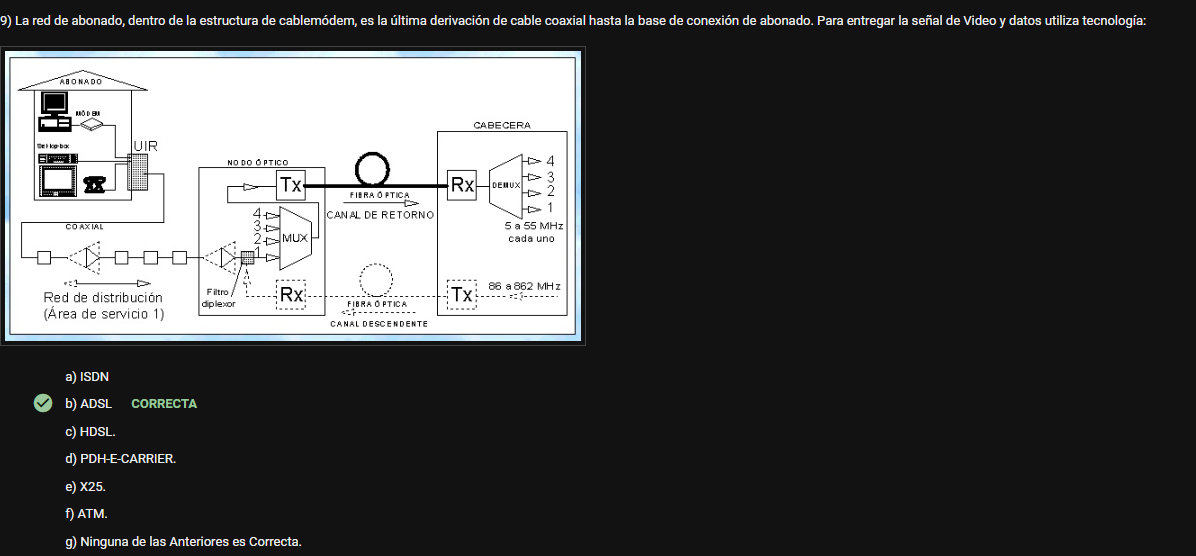 9) La red de abonado, dentro de la estructura de cablemódem, es la última derivación de cable coaxial hasta la base de conexión de abonado. Para entregar la señal de Video y datos utiliza tecnología:
ABONADO
MÓDEM
UIR
COAXIAL
Red de distribución
(Área de servicio 1)
NODO ÓPTICO
Tx
4
3
2
1
MUX
Filtro
diplexor
Rx
FIBRA ÓPTICA
CANAL DE RETORNO
FIBRA ÓPTICA
CANAL DESCENDENTE
CABECERA
Rx
DEMUX
4
3
2
1
5 a 55 MHz
cada uno
Tx
86 a 862 MHz
a) ISDN
b) ADSL CORRECTA
c) HDSL.
d) PDH-E-CARRIER.
e) X25.
f) ATM.
g) Ninguna de las Anteriores es Correcta.